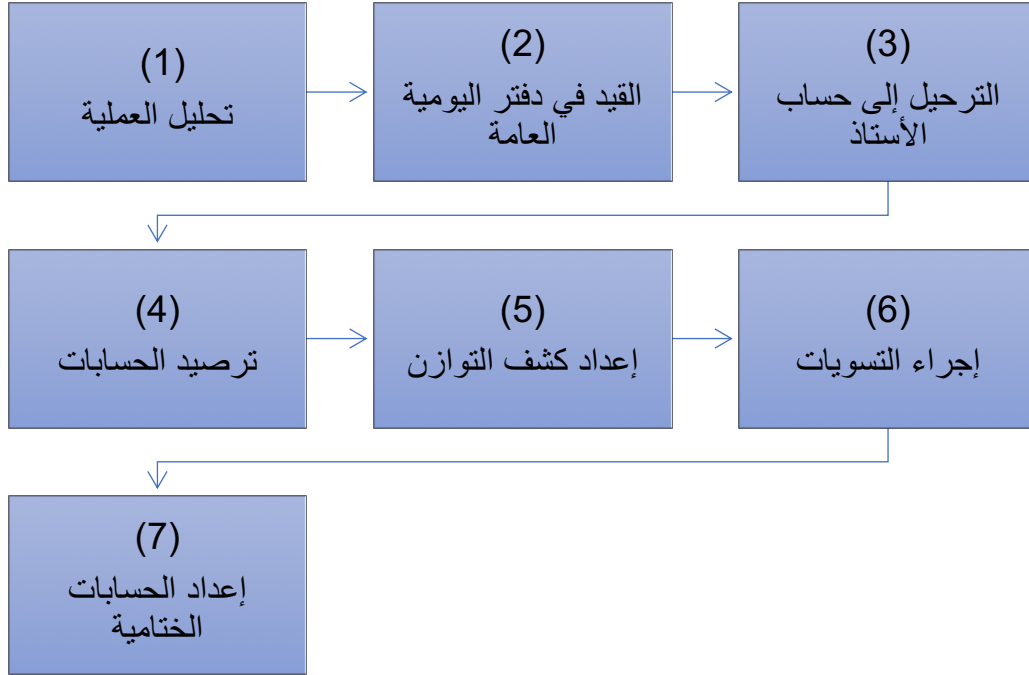 (1)
تحليل العملية
(2)
القيد في دفتر اليومية
العامة
(3)
الترحيل إلى حساب
الأستاذ
(4)
ترصيد الحسابات
(5)
إعداد كشف التوازن
(6)
إجراء التسويات
(7)
إعداد الحسابات
الختامية